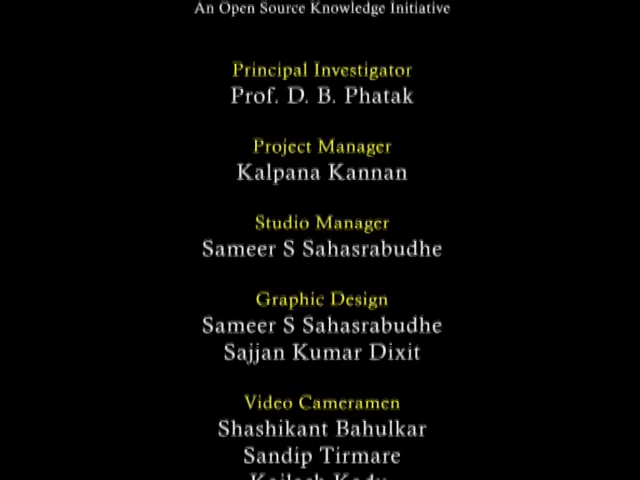 An Open Source Knowledge Initiative
Principal Investigator
Prof. D. B. Phatak
Project Manager
Kalpana Kannan
Studio Manager
Sameer S Sahasrabudhe
Graphic Design
Sameer S Sahasrabudhe
Sajjan Kumar Dixit
Video Cameramen
Shashikant Bahulkar
Sandip Tirmare